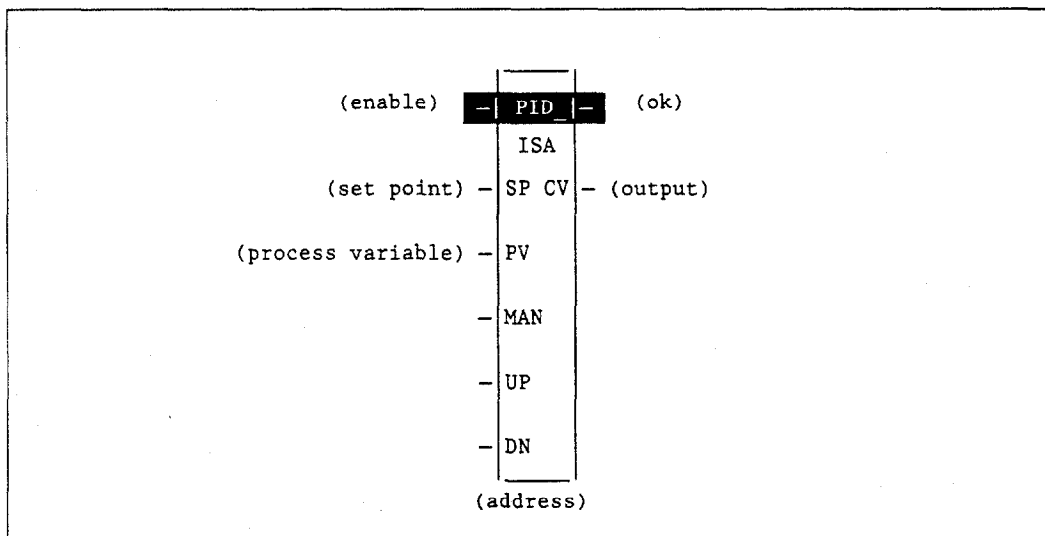 (enable) -| PID_|- (ok)
ISA
(set point) -|SP CV|- (output)
(process variable) -|PV
-|MAN
-|UP
-|DN
(address)